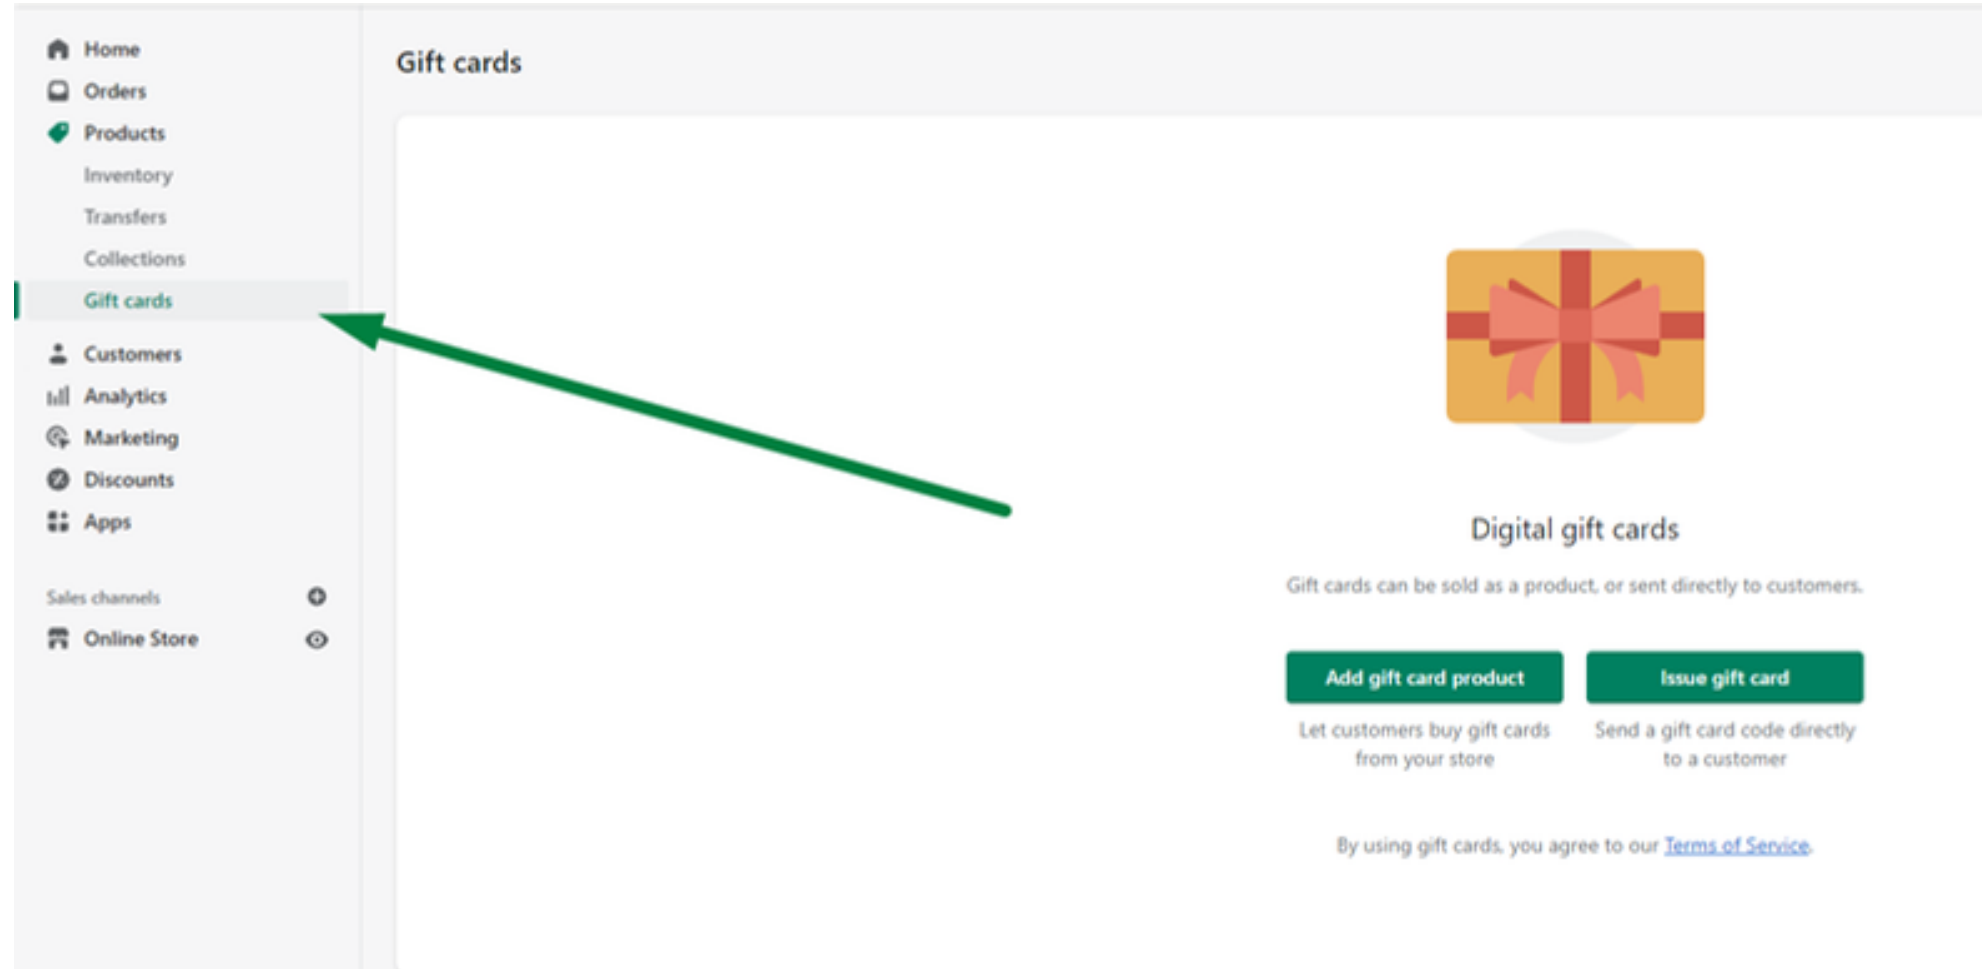 Home
Orders
Products
Inventory
Transfers
Collections
Gift cards
Customers
Analytics
Marketing
Discounts
Apps
Sales channels
Online Store
Gift cards
Digital gift cards
Gift cards can be sold as a product, or sent directly to customers.
Add gift card product
Let customers buy gift cards
from your store
Issue gift card
Send a gift card code directly
to a customer
By using gift cards, you agree to our Terms of Service.